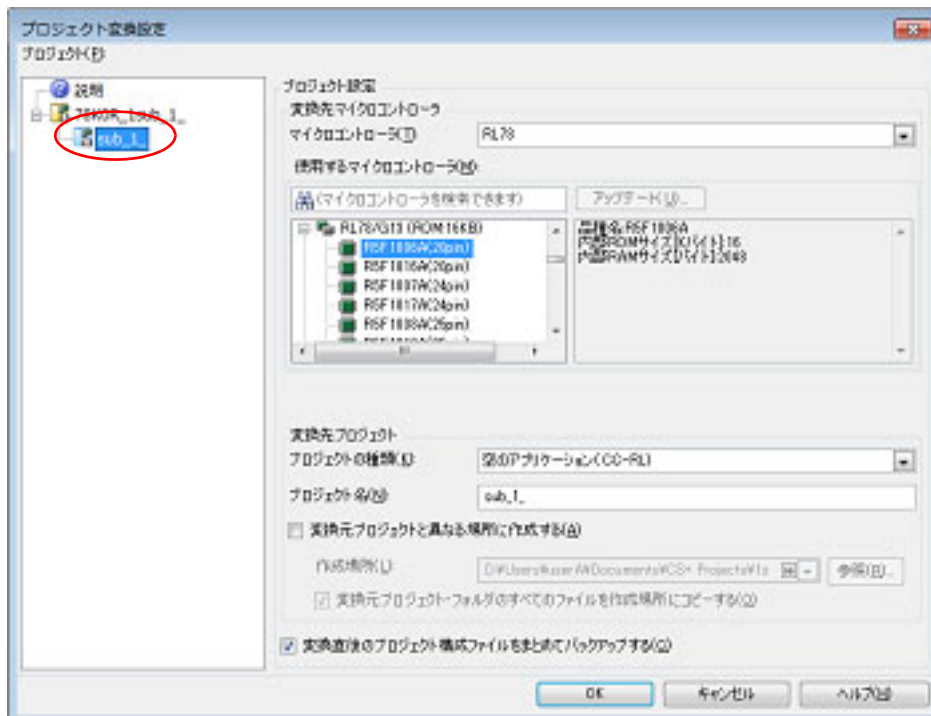 プロジェクト変換設定
プロジェクト(P)
説明
78K0R_1sub_1_
sub_1_
プロジェクト設定
変換先マイクロコントローラ
マイクロコントローラ(T):
RL78
使用するマイクロコントローラ(M):
(マイクロコントローラを検索できます)
アップデート(U)...
RL78/G11 (ROM:16KB)
R5F1006A(20pin)
R5F1016A(20pin)
R5F1007A(24pin)
R5F1017A(24pin)
R5F1008A(25pin)
品種名:R5F1006A
内部ROMサイズ[Kバイト]:16
内部RAMサイズ[バイト]:2048
変換先プロジェクト
プロジェクトの種類(K):
空のアプリケーション(CC-RL)
プロジェクト名(N):
sub_1_
変換元プロジェクトと異なる場所に作成する(A)
作成場所(L):
D:¥Users¥userA¥Documents¥CS+ Projects¥1s
参照(R)...
変換元プロジェクト・フォルダのすべてのファイルを作成場所にコピーする(O)
変換直後のプロジェクト構成ファイルをまとめてバックアップする(C)
OK
キャンセル
ヘルプ(H)